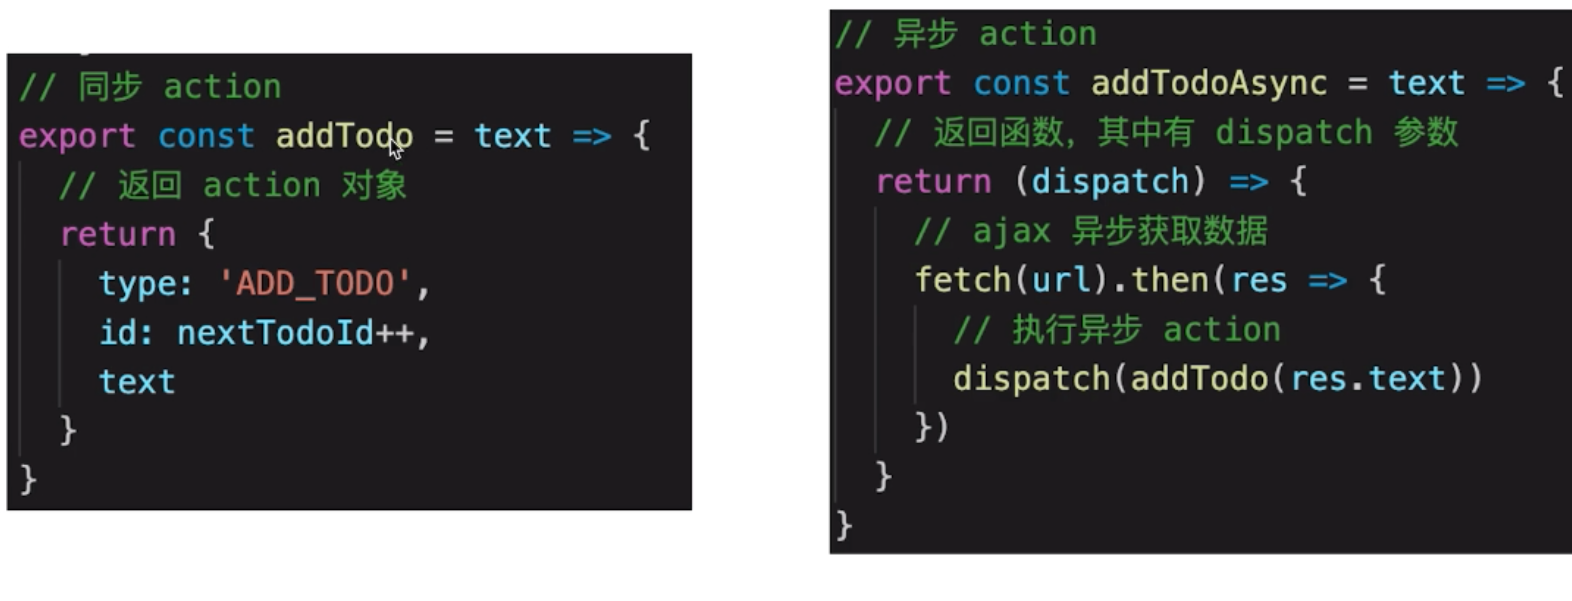 // 同步 action
export const addTodo = text => {
// 返回 action 对象
return {
type: 'ADD_TODO',
id: nextTodoId++,
text
}
}
// 异步 action
export const addTodoAsync = text => {
// 返回函数，其中有 dispatch 参数
return (dispatch) => {
// ajax 异步获取数据
fetch(url).then(res => {
// 执行异步 action
dispatch(addTodo(res.text))
})
}
}